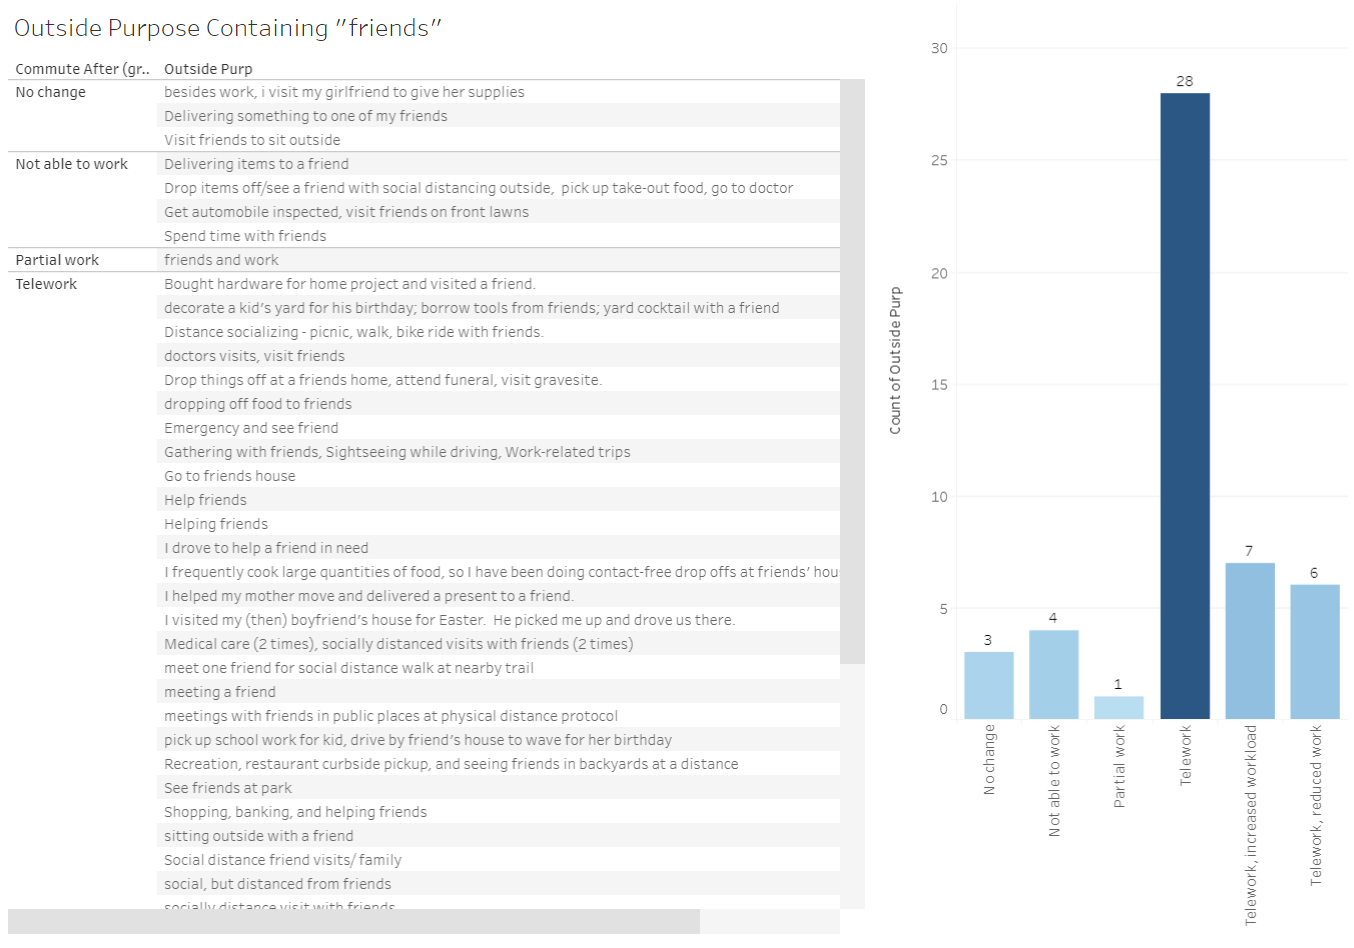 Outside Purpose Containing "friends"
Commute After (gr.. Outside Purp
No change besides work, i visit my girlfriend to give her supplies
Delivering something to one of my friends
Visit friends to sit outside
Not able to work Delivering items to a friend
Drop items off/see a friend with social distancing outside,  pick up take-out food, go to doctor
Get automobile inspected, visit friends on front lawns
Spend time with friends
Partial work friends and work
Telework Bought hardware for home project and visited a friend.
decorate a kid's yard for his birthday; borrow tools from friends; yard cocktail with a friend
Distance socializing - picnic, walk, bike ride with friends.
doctors visits, visit friends
Drop things off at a friends home, attend funeral, visit gravesite.
dropping off food to friends
Emergency and see friend
Gathering with friends, Sightseeing while driving, Work-related trips
Go to friends house
Help friends
Helping friends
I drove to help a friend in need
I frequently cook large quantities of food, so I have been doing contact-free drop offs at friends' hou
I helped my mother move and delivered a present to a friend.
I visited my (then) boyfriend's house for Easter.  He picked me up and drove us there.
Medical care (2 times), socially distanced visits with friends (2 times)
meet one friend for social distance walk at nearby trail
meeting a friend
meetings with friends in public places at physical distance protocol
pick up school work for kid, drive by friend's house to wave for her birthday
Recreation, restaurant curbside pickup, and seeing friends in backyards at a distance
See friends at park
Shopping, banking, and helping friends
sitting outside with a friend
Social distance friend visits/ family
social, but distanced from friends
socially distance visit with friends
Count of Outside Purp
30
25
20
15
10
5
0
3
4
1
28
7
6
No change
Not able to work
Partial work
Telework
Telework, increased workload
Telework, reduced work